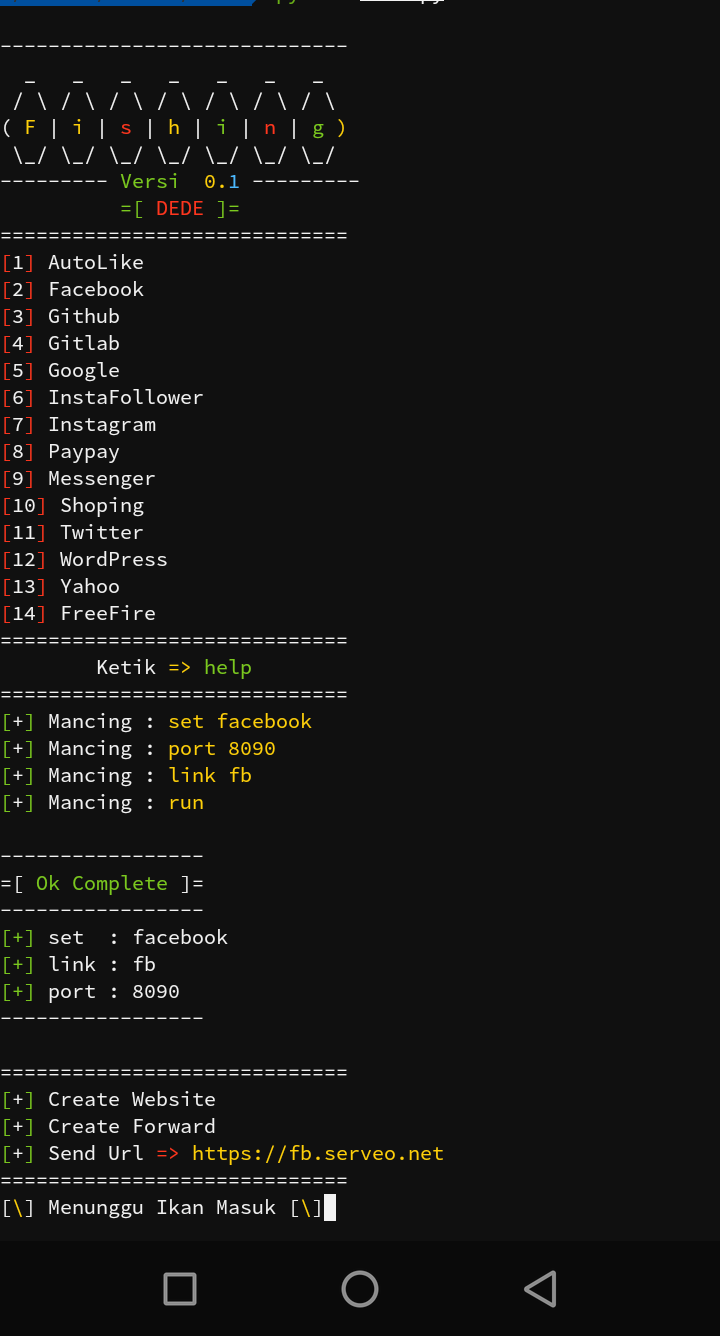 -----------------------------
  _   _   _   _   _   _   _
 / \ / \ / \ / \ / \ / \ / \
( F | i | s | h | i | n | g )
 \_/ \_/ \_/ \_/ \_/ \_/ \_/
--------- Versi  0.1 ---------
          =[ DEDE ]=
=============================
[1] AutoLike
[2] Facebook
[3] Github
[4] Gitlab
[5] Google
[6] InstaFollower
[7] Instagram
[8] Paypay
[9] Messenger
[10] Shoping
[11] Twitter
[12] WordPress
[13] Yahoo
[14] FreeFire
=============================
        Ketik => help
=============================
[+] Mancing : set facebook
[+] Mancing : port 8090
[+] Mancing : link fb
[+] Mancing : run
-----------------
=[ Ok Complete ]=
-----------------
[+] set  : facebook
[+] link : fb
[+] port : 8090
-----------------
=============================
[+] Create Website
[+] Create Forward
[+] Send Url => https://fb.serveo.net
=============================
[\] Menunggu Ikan Masuk [\]